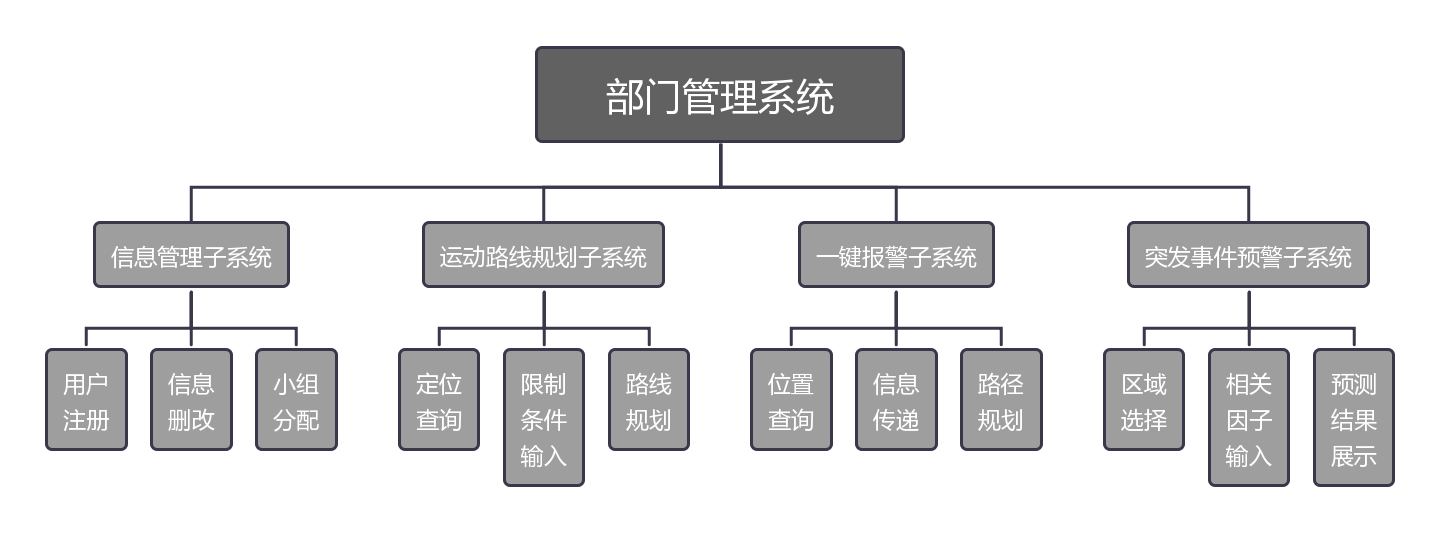 部门管理系统
信息管理子系统
运动路线规划子系统
一键报警子系统
突发事件预警子系统
用户
注册
信息
删改
小组
分配
定位
查询
限制
条件
输入
路线
规划
位置
查询
信息
传递
路径
规划
区域
选择
相关
因子
输入
预测
结果
展示